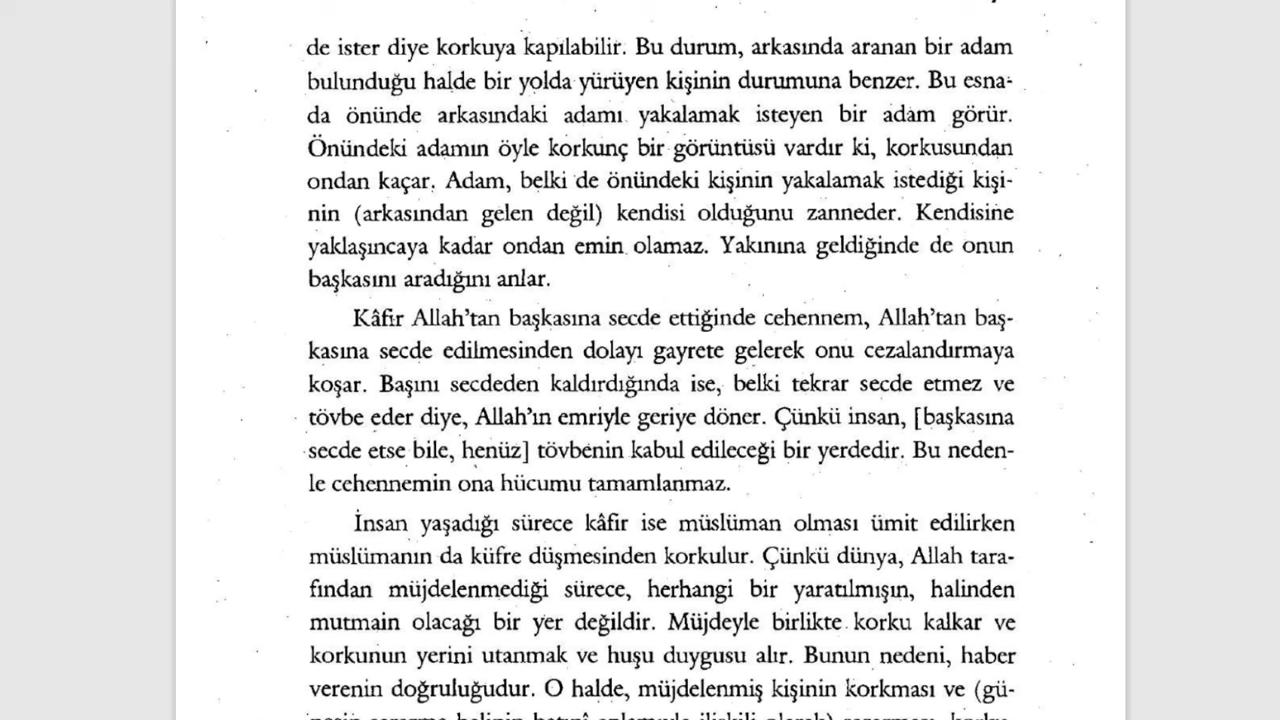 de ister diye korkuya kapılabilir. Bu durum, arkasında aranan bir adam
bulunduğu halde bir yolda yürüyen kişinin durumuna benzer. Bu esna-
da önünde arkasındaki adamı yakalamak isteyen bir adam görür.
Önündeki adamın öyle korkunç bir görüntüsü vardır ki, korkusundan
ondan kaçar. Adam, belki de önündeki kişinin yakalamak istediği kişi-
nin (arkasından gelen değil) kendisi olduğunu zanneder. Kendisine
yaklaşıncaya kadar ondan emin olamaz. Yakınına geldiğinde de onun
başkasını aradığını anlar.
Kâfir Allah'tan başkasına secde ettiğinde cehennem, Allah'tan baş-
kasına secde edilmesinden dolayı gayrete gelerek onu cezalandırmaya
koşar. Başını secdeden kaldırdığında ise, belki tekrar secde etmez ve
tövbe eder diye, Allah'ın emriyle geriye döner. Çünkü insan, [başkasına
secde etse bile, henüz] tövbenin kabul edileceği bir yerdedir. Bu neden-
le cehennemin ona hücumu tamamlanmaz.
İnsan yaşadığı sürece kâfir ise müslüman olması ümit edilirken
müslümanın da küfre düşmesinden korkulur. Çünkü dünya, Allah tara-
fından müjdelenmediği sürece, herhangi bir yaratılmışın, halinden
mutmain olacağı bir yer değildir. Müjdeyle birlikte korku kalkar ve
korkunun yerini utanmak ve huşu duygusu alır. Bunun nedeni, haber
verenin doğruluğudur. O halde, müjdelenmiş kişinin korkması ve (gü-